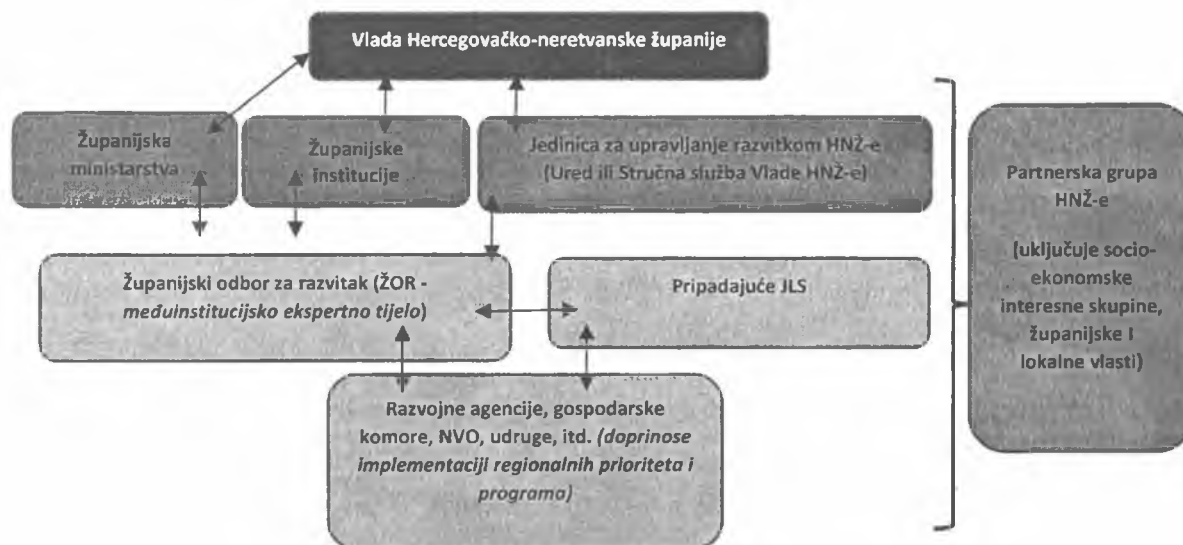 Vlada Hercegovačko-neretvanske županije
Županijska
ministarstva
Županijske
institucije
Jedinica za upravljanje razvitkom HNŽ-e
(Ured ili Stručna služba Vlade HNŽ-e)
Županijski odbor za razvitak (ŽOR -
međuinstitucijsko ekspertno tijelo)
Pripadajuće JLS
Razvojne agencije, gospodarske
komore, NVO, udruge, itd. (doprinose
implementaciji regionalnih prioriteta i
programa)
Partnerska grupa
HNŽ-e
(uključuje socio-
ekonomske
interesne skupine,
županijske I
lokalne vlasti)